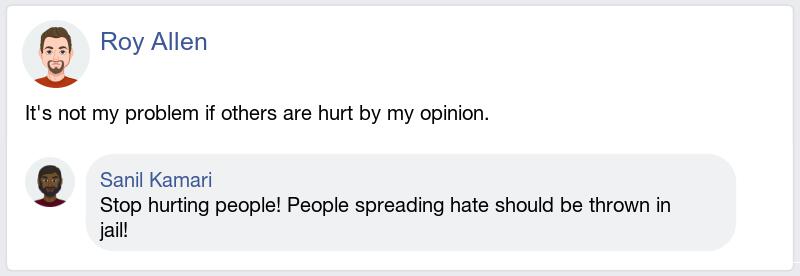 Roy Allen
It's not my problem if others are hurt by my opinion.
Sanil Kamari
Stop hurting people! People spreading hate should be thrown in
jail!